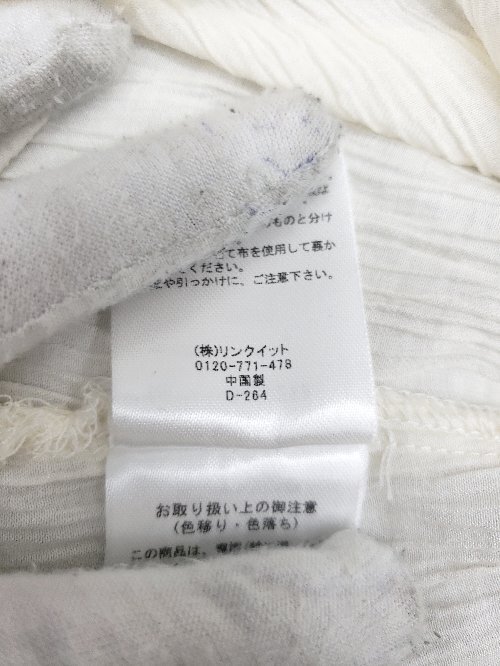 は
ものと分け
て布を使用して裏か
ください。
や引っかけに、ご注意下さい。
(株)リンクイット
0120-771-478
中国製
D-264
お取り扱い上の御注意
(色移り・色落ち)
この商品は、